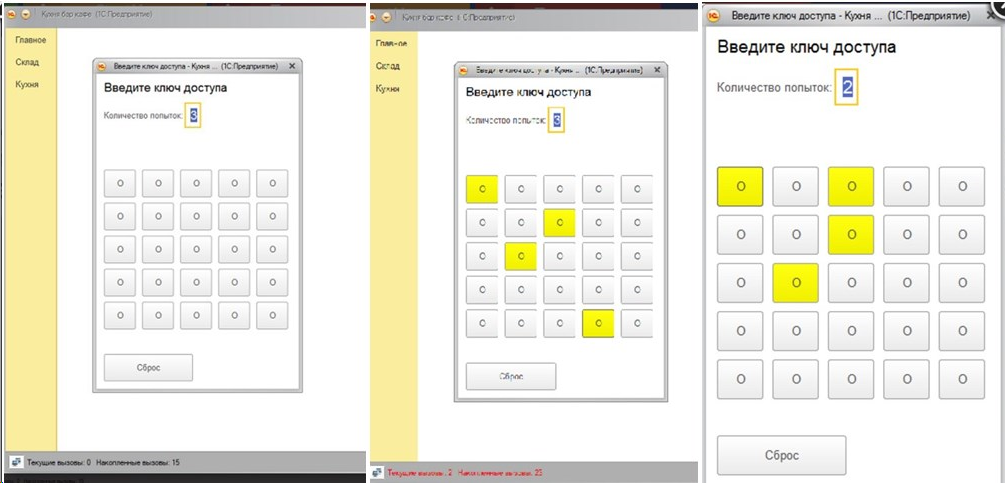 Кухня бар кафе (1С:Предприятие)
Главное
Склад
Кухня
Введите ключ доступа - Кухня ... (1С:Предприятие)
Введите ключ доступа
Количество попыток: 3
O O O O O
O O O O O
O O O O O
O O O O O
O O O O O
Сброс
Текущие вызовы: 0 Накопленные вызовы: 15
Кухня бар кафе (1С:Предприятие)
Главное
Склад
Кухня
Введите ключ доступа - Кухня ... (1С:Предприятие)
Введите ключ доступа
Количество попыток: 3
O O O O O
O O O O O
O O O O O
O O O O O
O O O O O
Сброс
Текущие вызовы: 2 Накопленные вызовы: 23
Введите ключ доступа - Кухня ... (1С:Предприятие)
Введите ключ доступа
Количество попыток: 2
O O O O O
O O O O O
O O O O O
O O O O O
O O O O O
Сброс